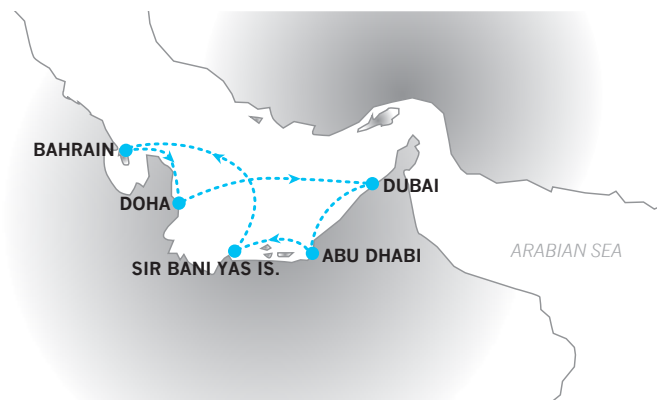 BAHRAIN
DOHA
DUBAI
ABU DHABI
SIR BANI YAS IS.
ARABIAN SEA